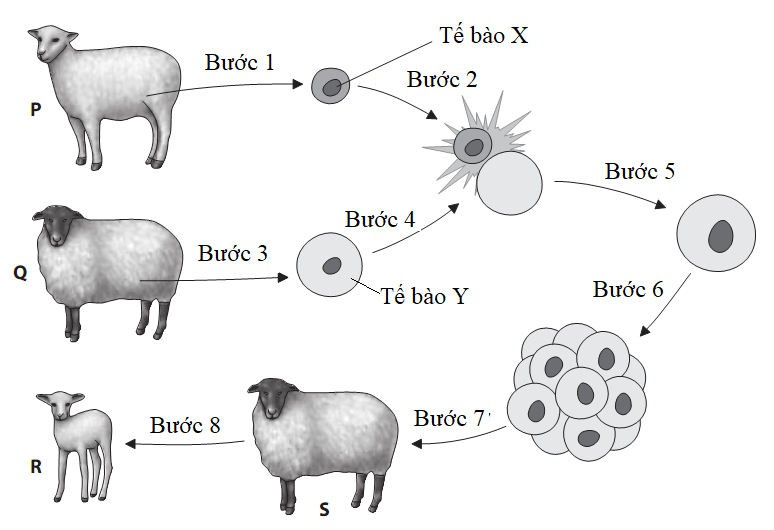 Tế bào X
Bước 1
Bước 2
P
Bước 5
Bước 4
Bước 3
Q
Tế bào Y
Bước 6
Bước 7
Bước 8
R
S